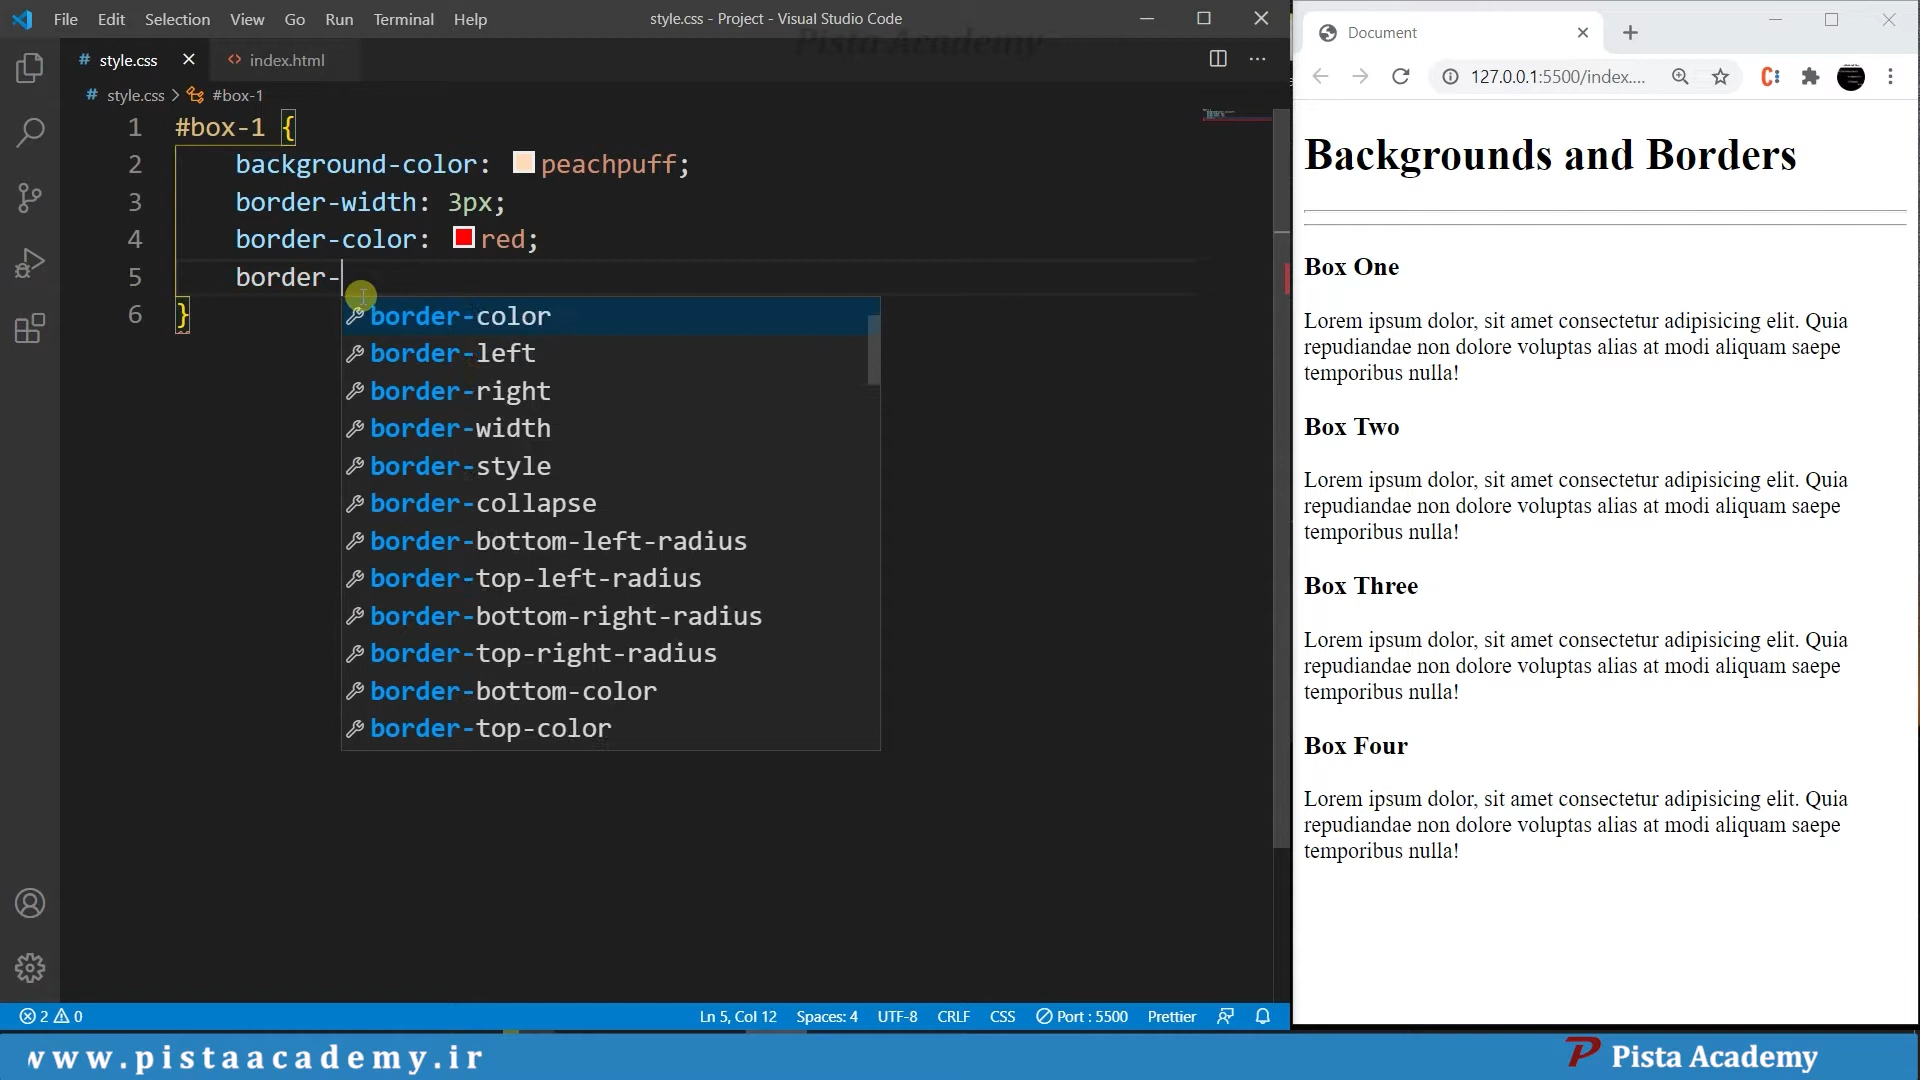 File Edit Selection View Go Run Terminal Help style.css - Project - Visual Studio Code
Pista Academy
# style.css <> index.html
# style.css > #box-1
1 #box-1 {
2 background-color: peachpuff;
3 border-width: 3px;
4 border-color: red;
5 border-
6 }
border-color
border-left
border-right
border-width
border-style
border-collapse
border-bottom-left-radius
border-top-left-radius
border-bottom-right-radius
border-top-right-radius
border-bottom-color
border-top-color
2 0 Ln 5, Col 12 Spaces: 4 UTF-8 CRLF CSS Port : 5500 Prettier
Document
127.0.0.1:5500/index....
Backgrounds and Borders
Box One
Lorem ipsum dolor, sit amet consectetur adipisicing elit. Quia
repudiandae non dolore voluptas alias at modi aliquam saepe
temporibus nulla!
Box Two
Lorem ipsum dolor, sit amet consectetur adipisicing elit. Quia
repudiandae non dolore voluptas alias at modi aliquam saepe
temporibus nulla!
Box Three
Lorem ipsum dolor, sit amet consectetur adipisicing elit. Quia
repudiandae non dolore voluptas alias at modi aliquam saepe
temporibus nulla!
Box Four
Lorem ipsum dolor, sit amet consectetur adipisicing elit. Quia
repudiandae non dolore voluptas alias at modi aliquam saepe
temporibus nulla!
www.pistaacademy.ir
P Pista Academy